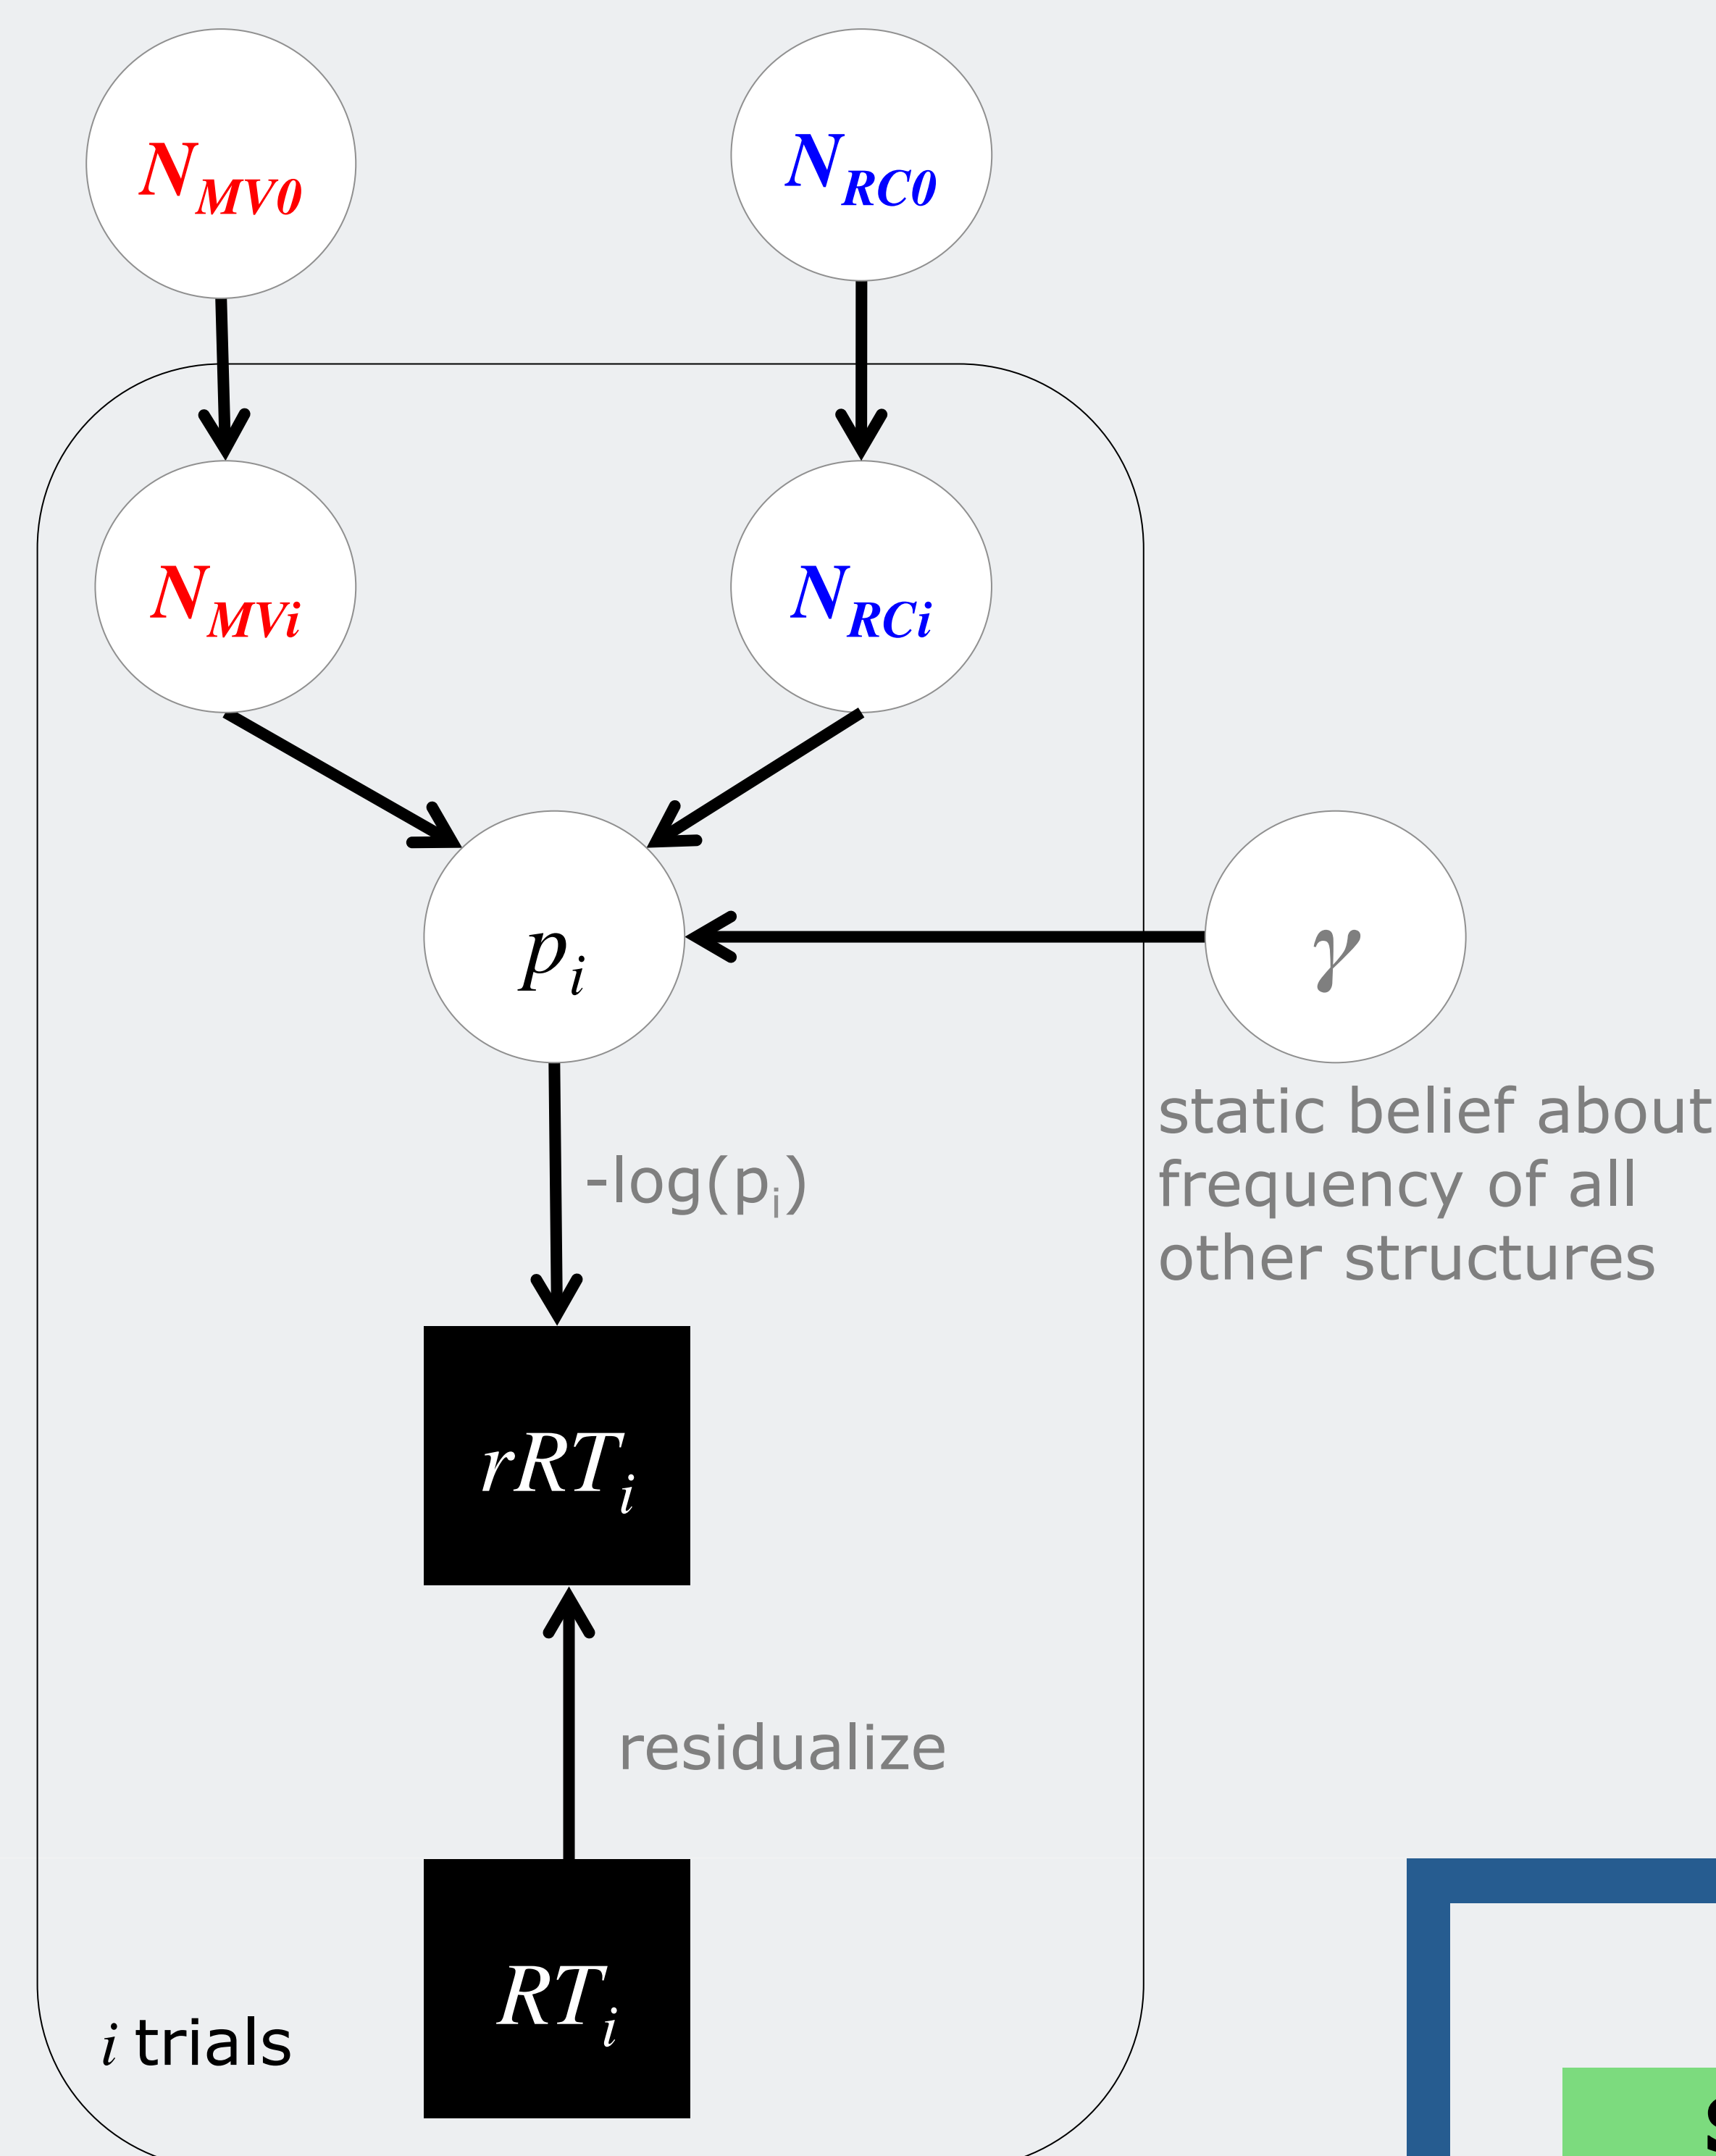 N_MV0
N_RC0
N_MVi
N_RCi
p_i
γ
static belief about
frequency of all
other structures
-log(p_i)
rRT_i
residualize
RT_i
i trials